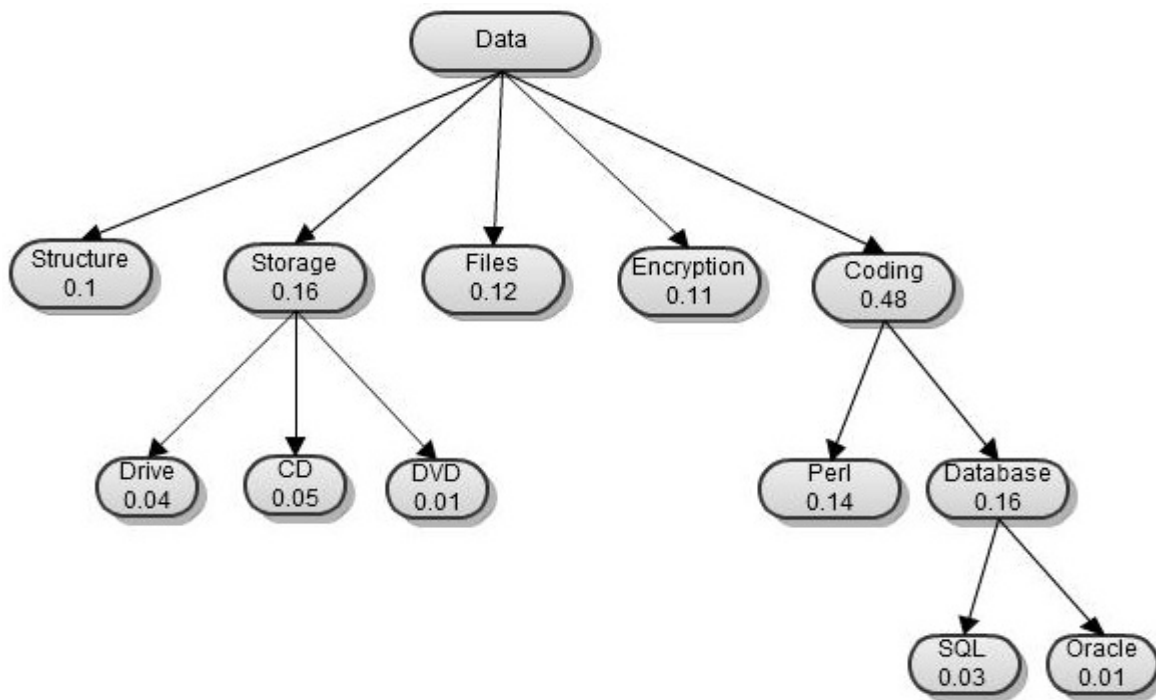 Data
Structure
0.1
Storage
0.16
Files
0.12
Encryption
0.11
Coding
0.48
Drive
0.04
CD
0.05
DVD
0.01
Perl
0.14
Database
0.16
SQL
0.03
Oracle
0.01